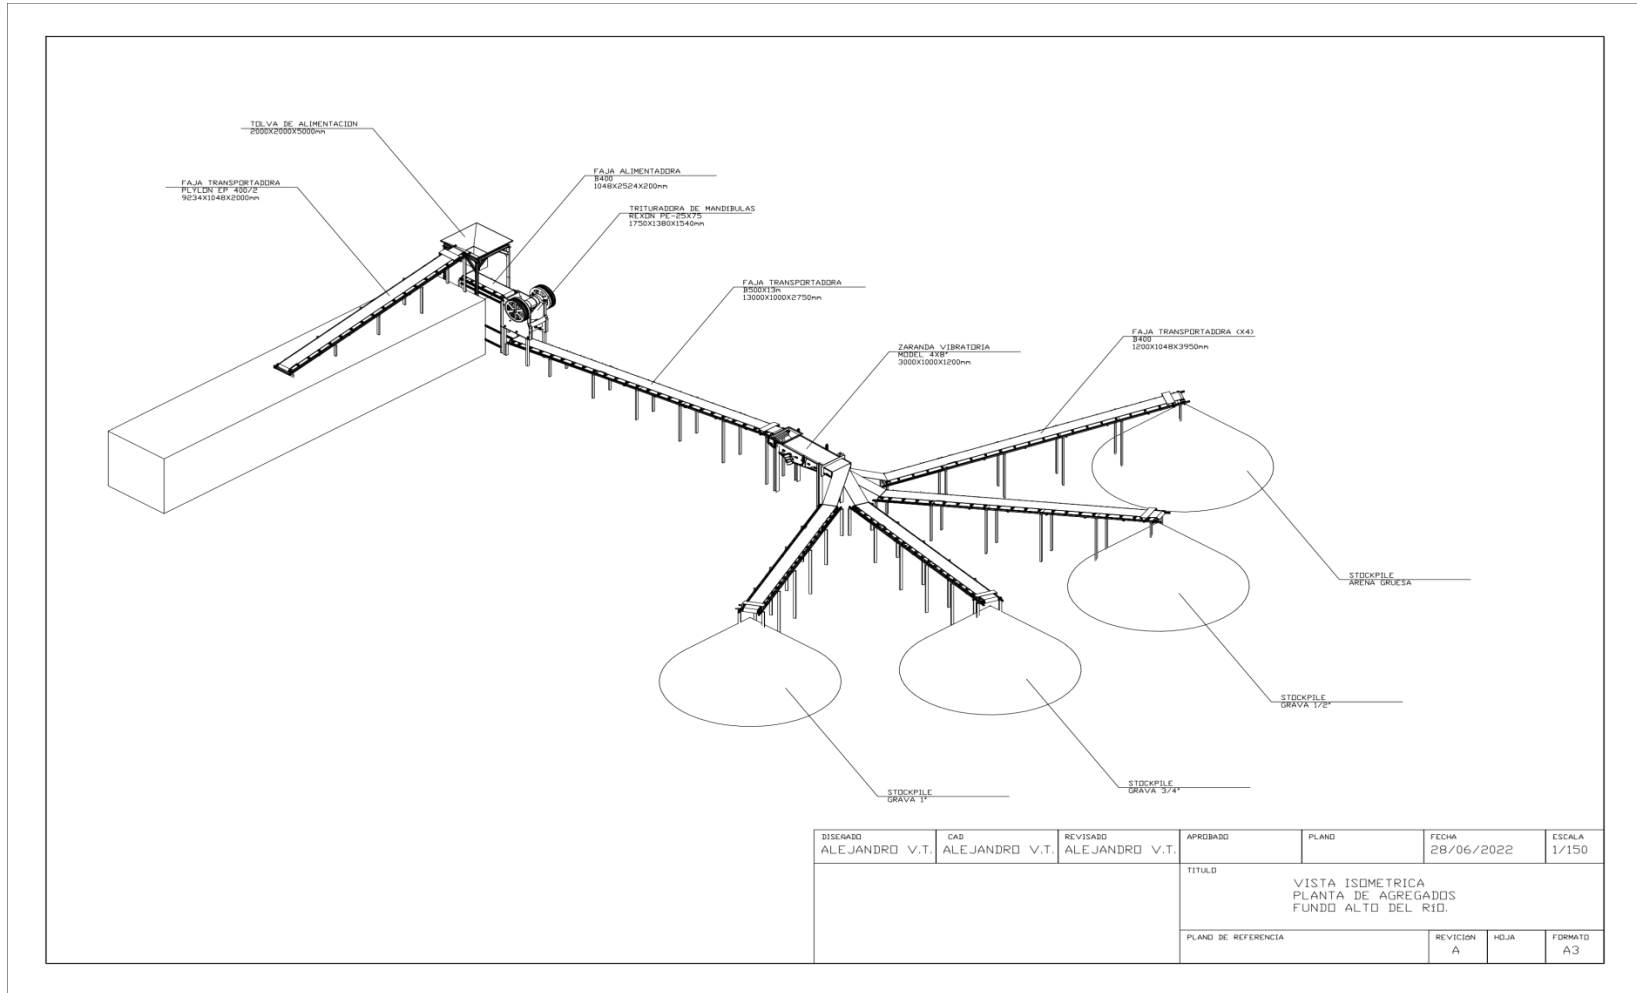 TOLVA DE ALIMENTACION
2000X2000X5000mm
FAJA TRANSPORTADORA
PLYLON EP 400/2
9234X1048X2000mm
FAJA ALIMENTADORA
B400
1048X2524X200mm
TRITURADORA DE MANDIBULAS
REXON PE-25X75
1750X1380X1540mm
FAJA TRANSPORTADORA
B500X13m
13000X1000X2750mm
ZARANDA VIBRATORIA
MODEL 4X8"
3000X1000X1200mm
FAJA TRANSPORTADORA (X4)
B400
1200X1048X3950mm
STOCKPILE
ARENA GRUESA
STOCKPILE
GRAVA 1/2"
STOCKPILE
GRAVA 3/4"
STOCKPILE
GRAVA 1"
DISEÑADO
ALEJANDRO V.T.
CAD
ALEJANDRO V.T.
REVISADO
ALEJANDRO V.T.
APROBADO
PLANO
FECHA
28/06/2022
ESCALA
1/150
TITULO
VISTA ISOMETRICA
PLANTA DE AGREGADOS
FUNDO ALTO DEL RíO.
PLANO DE REFERENCIA
REVICIóN
A
HOJA
FORMATO
A3